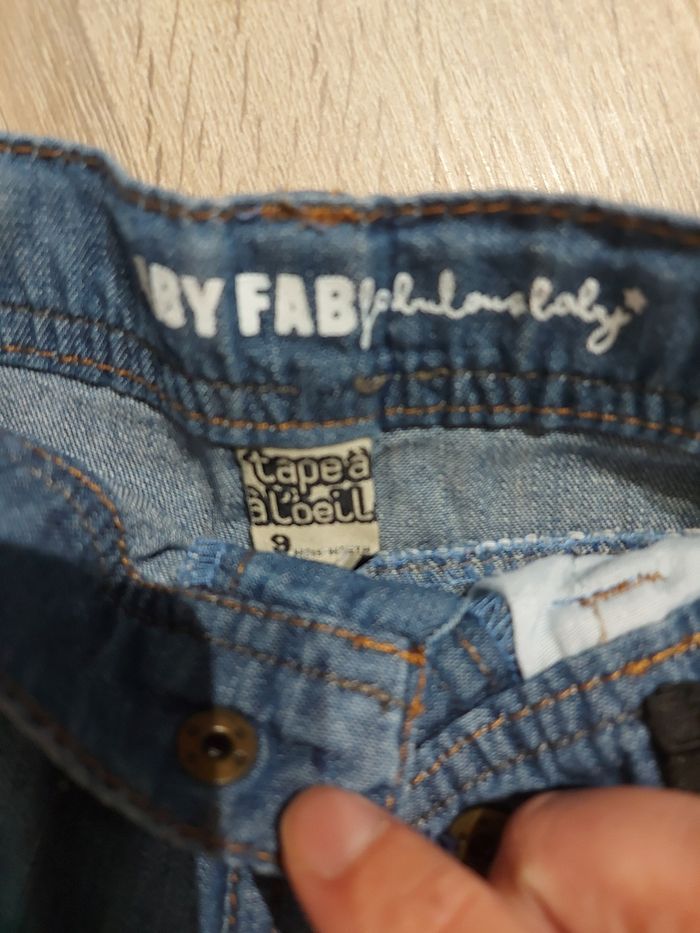 BY FAB fabulous baby
tape à
à l'oeil
9